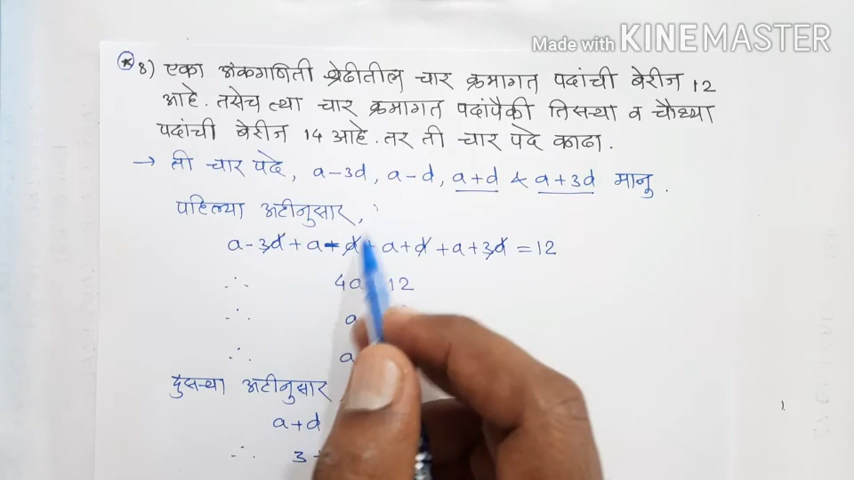 Made with KINEMASTER
* 8) एका अंकगणिती श्रेढीतील चार क्रमागत पदांची बेरीज 12
आहे. तसेच त्या चार क्रमागत पदांपैकी तिसऱ्या व चौथ्या
पदांची बेरीज 14 आहे. तर ती चार पदे काढा.
→ ती चार पदे, a-3d, a-d, a+d & a+3d मानू.
पहिल्या अटीनुसार,
a-3d+a-d+a+d+a+3d=12
∴ 4a 12
∴ a
∴ a
दुसऱ्या अटीनुसार
a+d
∴ 3